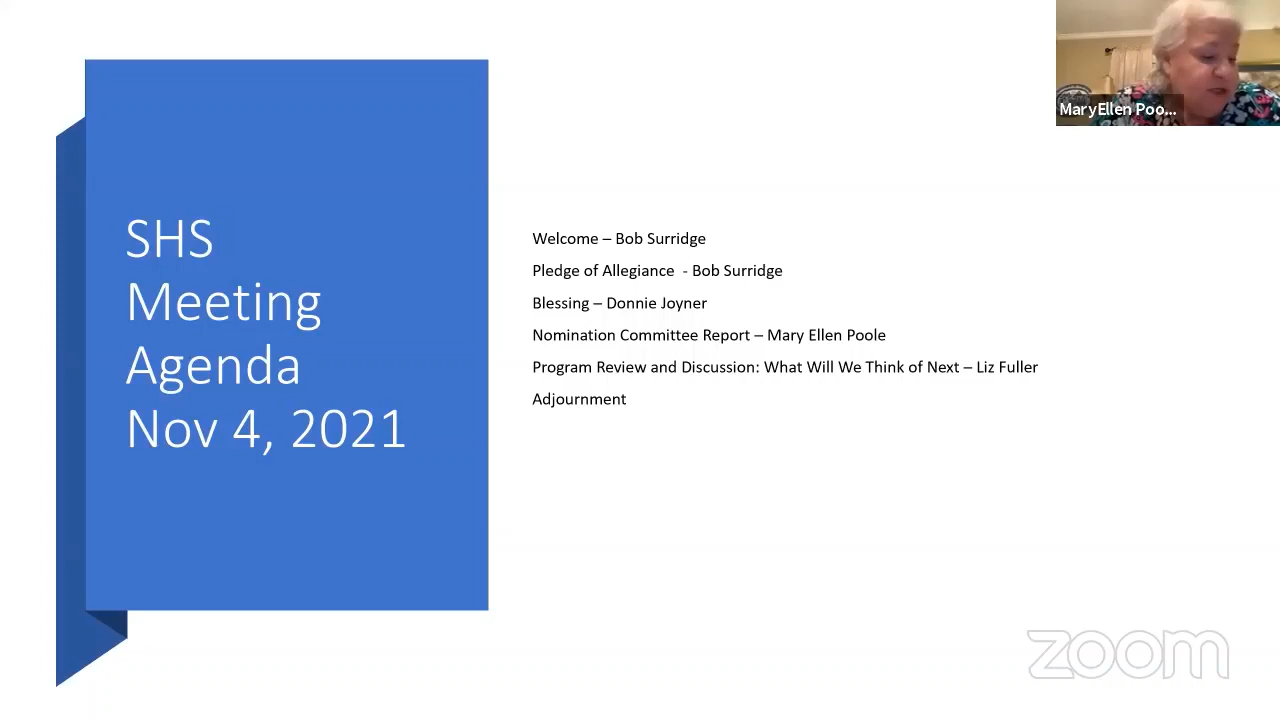 SHS
Meeting
Agenda
Nov 4, 2021
Welcome – Bob Surridge
Pledge of Allegiance  - Bob Surridge
Blessing – Donnie Joyner
Nomination Committee Report – Mary Ellen Poole
Program Review and Discussion: What Will We Think of Next – Liz Fuller
Adjournment
MaryEllen Poo...
zoom